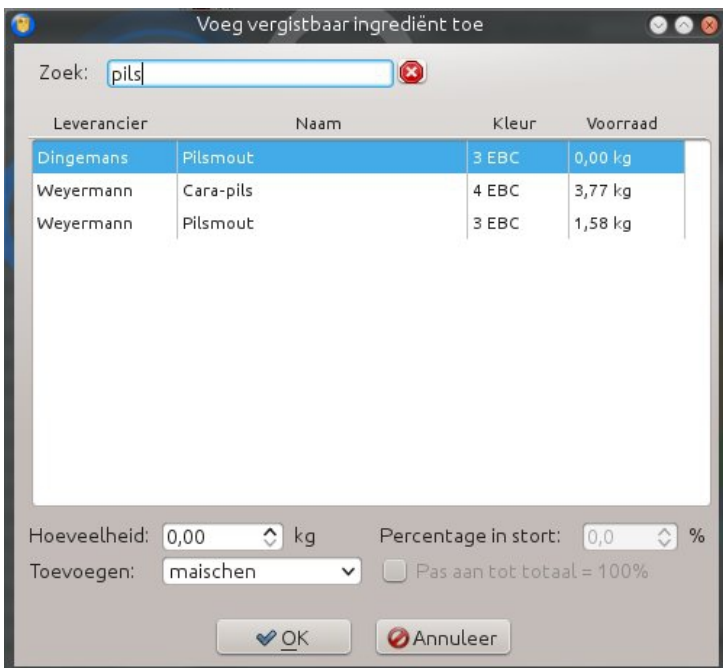 Voeg vergistbaar ingrediënt toe
Zoek: pils
Leverancier Naam Kleur Voorraad
Dingemans Pilsmout 3 EBC 0,00 kg
Weyermann Cara-pils 4 EBC 3,77 kg
Weyermann Pilsmout 3 EBC 1,58 kg
Hoeveelheid: 0,00 kg Percentage in stort: 0,0 %
Toevoegen: maischen Pas aan tot totaal = 100%
OK Annuleer